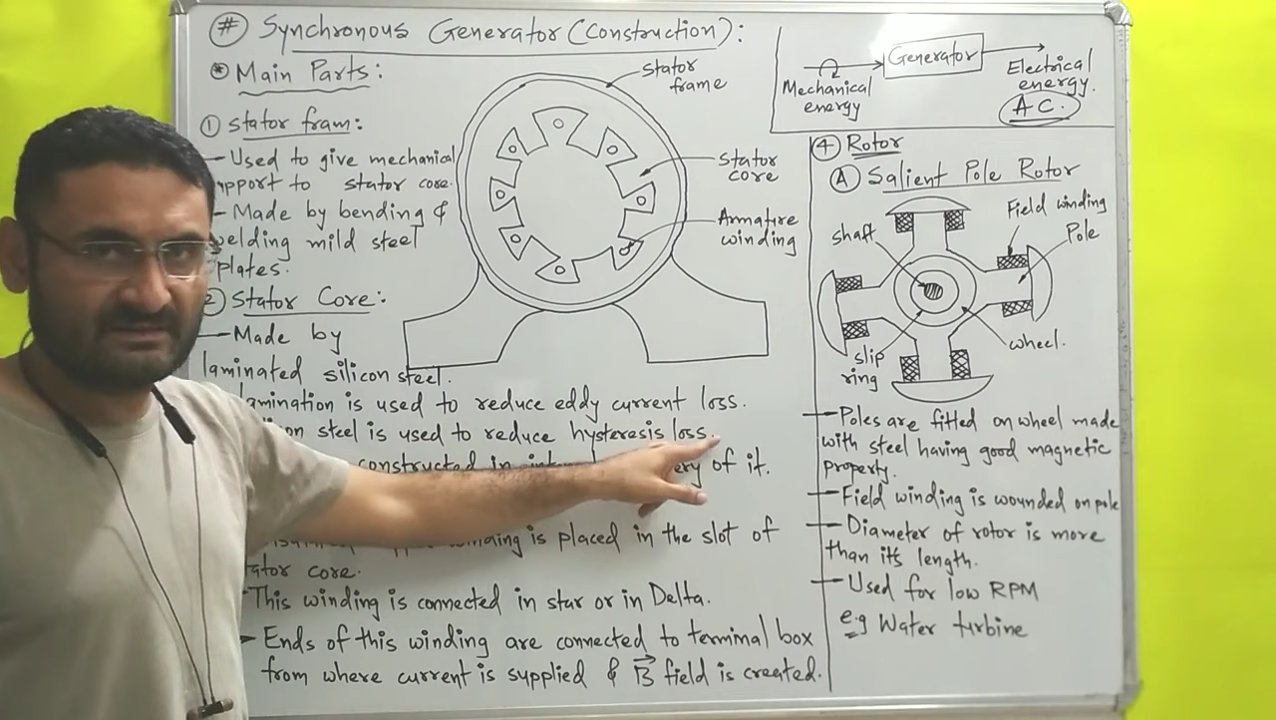 # Synchronous Generator (Construction):
* Main Parts:
① Stator fram:
- Used to give mechanical
support to stator core.
- Made by bending &
welding mild steel
plates.
② Stator Core:
- Made by
laminated silicon steel.
lamination is used to reduce eddy current loss.
steel is used to reduce hysteresis loss.
constructed in of it.
winding is placed in the slot of
stator core.
- This winding is connected in star or in Delta.
- Ends of this winding are connected to terminal box
from where current is supplied & B field is created.
stator
frame
stator
core
Armature
winding
Mechanical
energy
Generator
Electrical
energy.
A.C.
④ Rotor
Ⓐ Salient Pole Rotor
Field winding
Pole
shaft
wheel.
slip
ring
- Poles are fitted on wheel made
with steel having good magnetic
property.
- Field winding is wounded on pole
- Diameter of rotor is more
than its length.
- Used for low RPM
e.g Water turbine